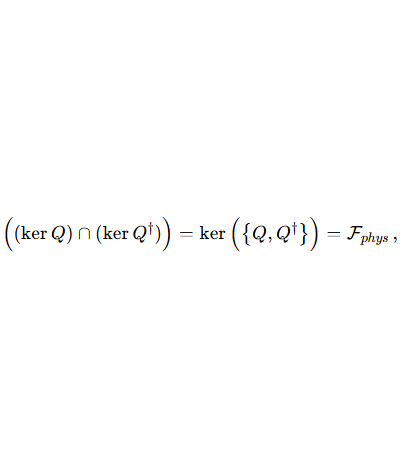 ((ker Q) ∩ (ker Q†)) = ker ({Q, Q†}) = ℱ_phys ,